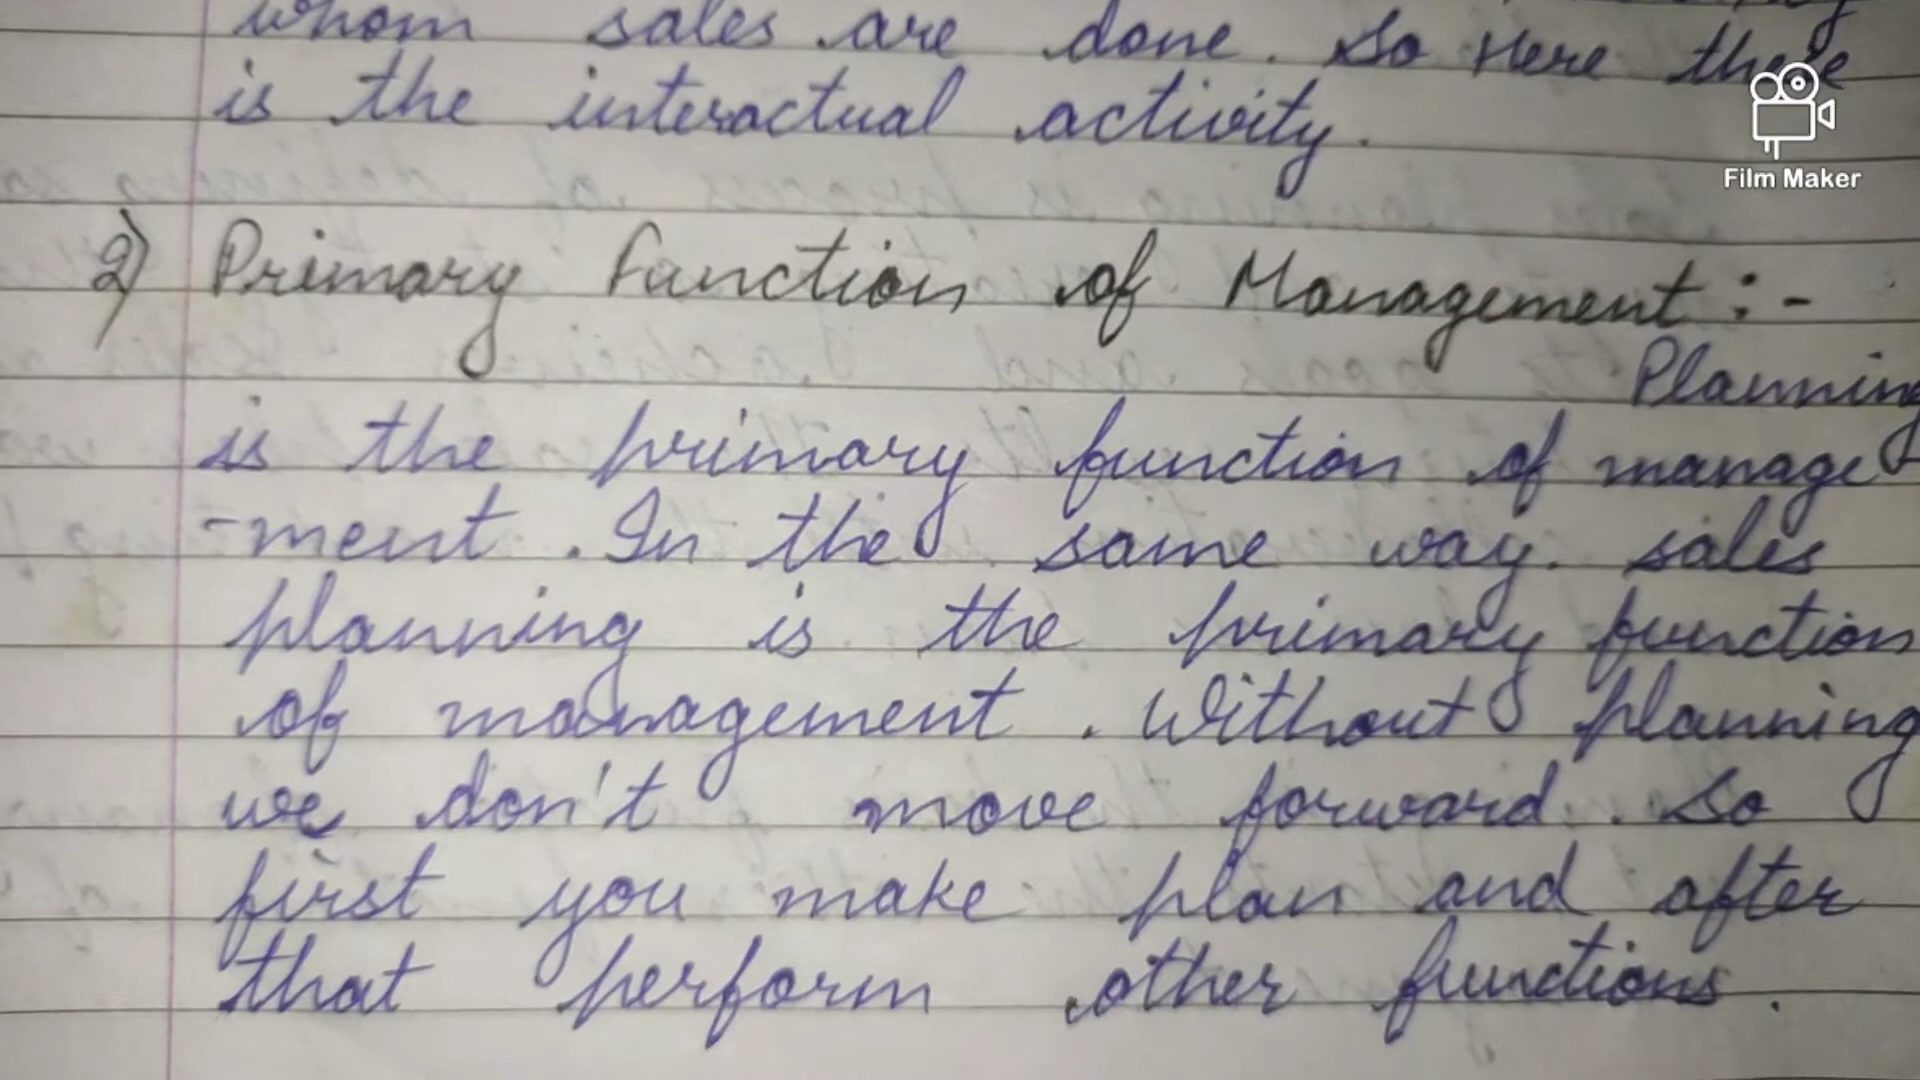 whom sales are done. So Here there
is the interactual activity.
Film Maker
2) Primary Function of Management :-
Planning
is the primary function of manage
-ment. In the same way. sales
planning is the primary function
of management. Without planning
we don't move forward. So
first you make plan and after
that perform other functions.